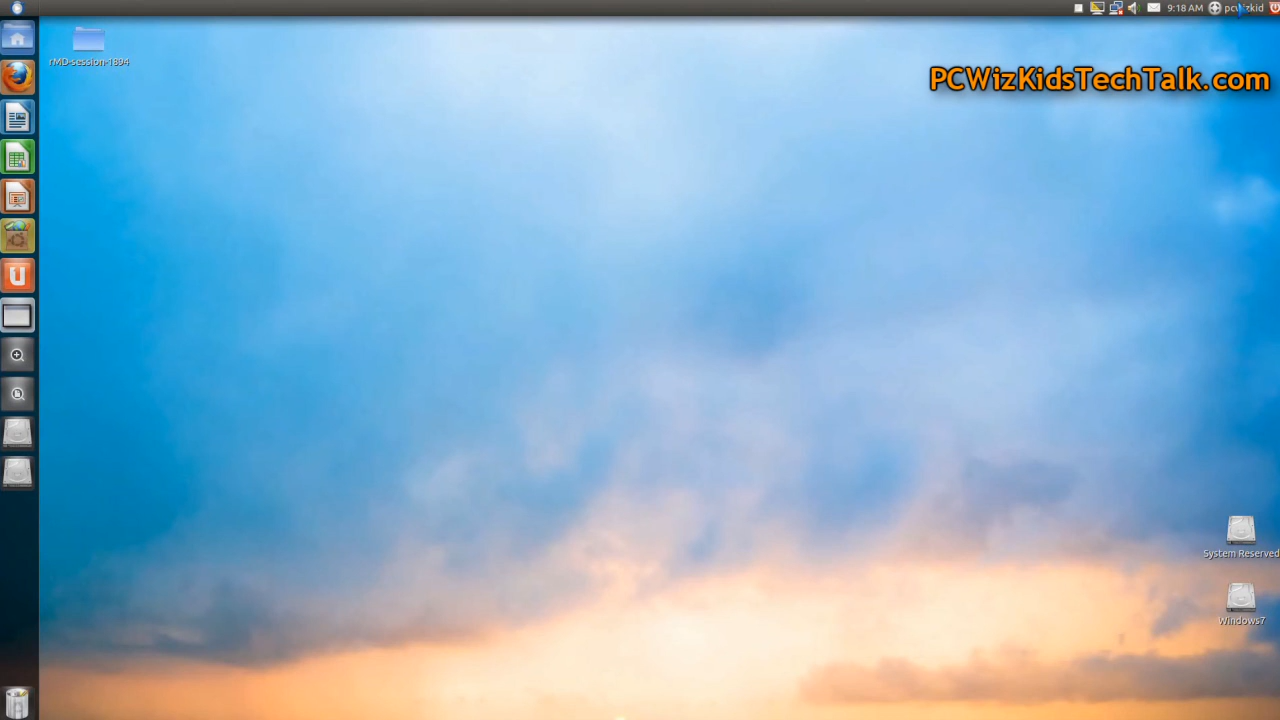 9:18 AM
pcwizkid
rMD-session-1894
PCWizKidsTechTalk.com
System Reserved
Windows7